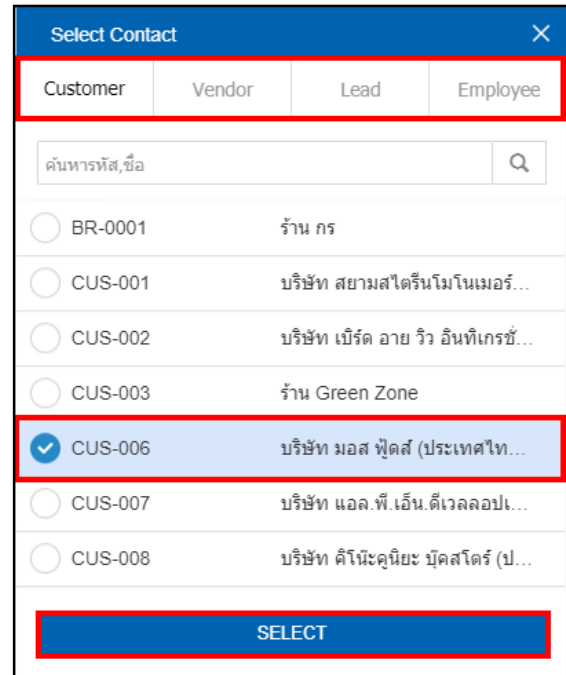 Select Contact
Customer Vendor Lead Employee
ค้นหารหัส,ชื่อ
BR-0001 ร้าน กร
CUS-001 บริษัท สยามสไตรีนโมโนเมอร์...
CUS-002 บริษัท เบิร์ด อาย วิว อินทิเกรชั่...
CUS-003 ร้าน Green Zone
CUS-006 บริษัท มอส ฟู้ดส์ (ประเทศไท...
CUS-007 บริษัท แอล.พี.เอ็น.ดีเวลลอปเ...
CUS-008 บริษัท คิโนะคูนิยะ บุ๊คสโตร์ (ป...
SELECT